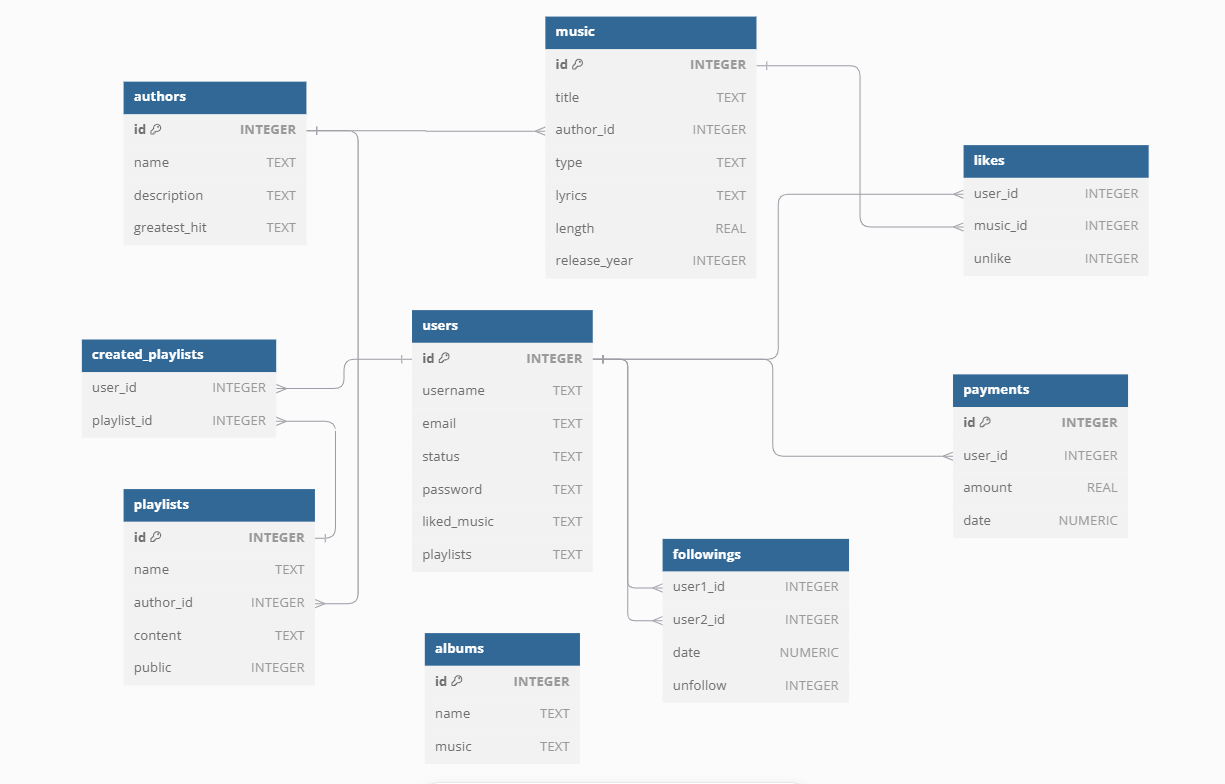 music
id INTEGER
title TEXT
author_id INTEGER
type TEXT
lyrics TEXT
length REAL
release_year INTEGER
authors
id INTEGER
name TEXT
description TEXT
greatest_hit TEXT
likes
user_id INTEGER
music_id INTEGER
unlike INTEGER
users
id INTEGER
username TEXT
email TEXT
status TEXT
password TEXT
liked_music TEXT
playlists TEXT
created_playlists
user_id INTEGER
playlist_id INTEGER
payments
id INTEGER
user_id INTEGER
amount REAL
date NUMERIC
playlists
id INTEGER
name TEXT
author_id INTEGER
content TEXT
public INTEGER
followings
user1_id INTEGER
user2_id INTEGER
date NUMERIC
unfollow INTEGER
albums
id INTEGER
name TEXT
music TEXT